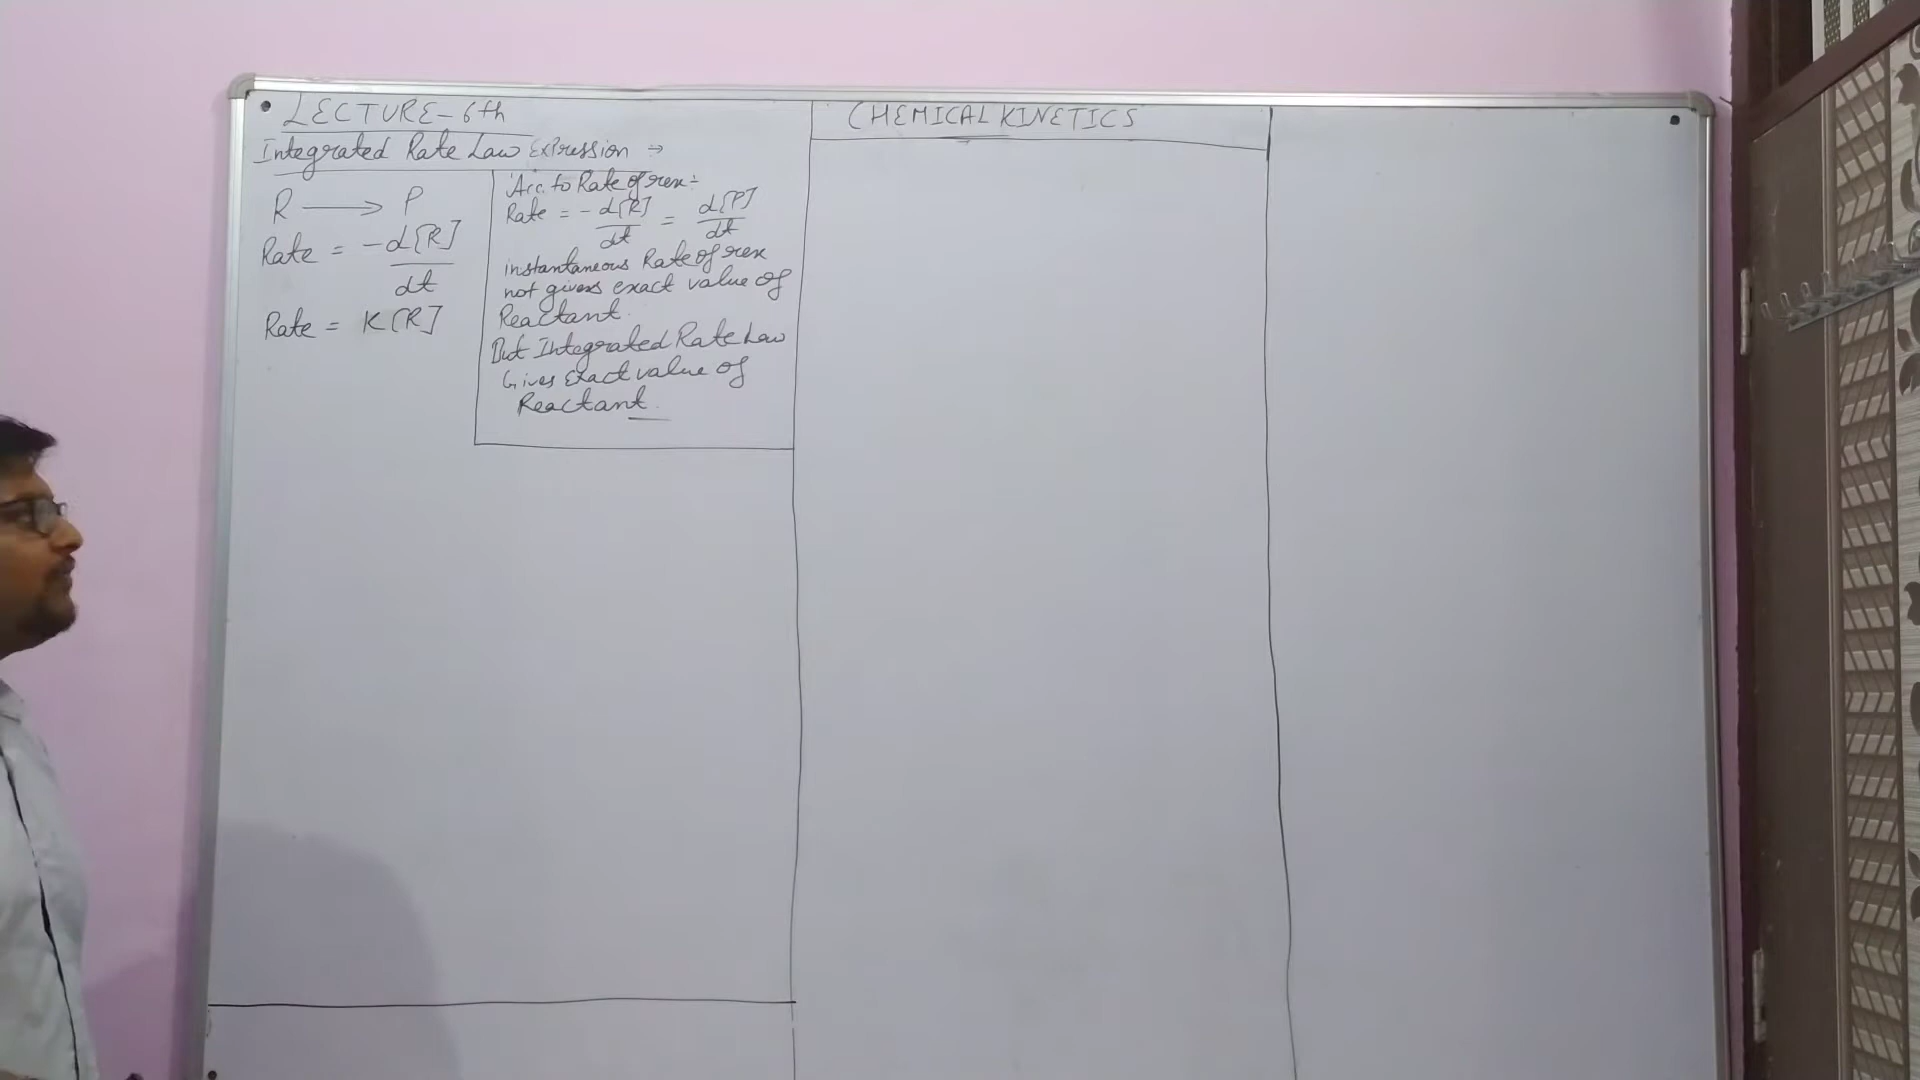 LECTURE-6th
CHEMICAL KINETICS
Integrated Rate Law Expression →
R ⟶ P
Rate = -d[R]/dt
Rate = K[R]
Acc. to Rate of rex:-
Rate = -d[R]/dt = d[P]/dt
instantaneous Rate of rex
not gives exact value of
Reactant.
But Integrated Rate Law
Gives Exact value of
Reactant.